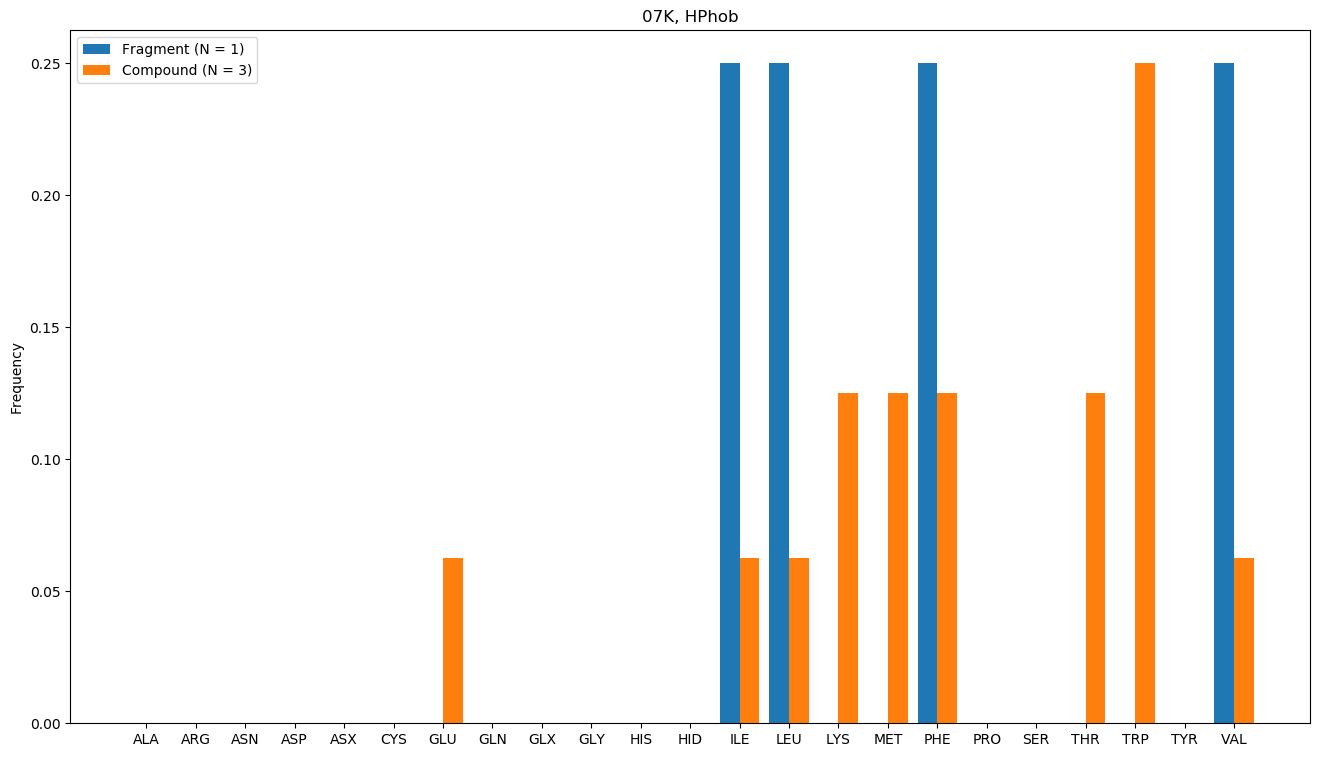 07K, HPhob
Fragment (N = 1)
Compound (N = 3)
Frequency
0.25
0.20
0.15
0.10
0.05
0.00
ALA ARG ASN ASP ASX CYS GLU GLN GLX GLY HIS HID ILE LEU LYS MET PHE PRO SER THR TRP TYR VAL